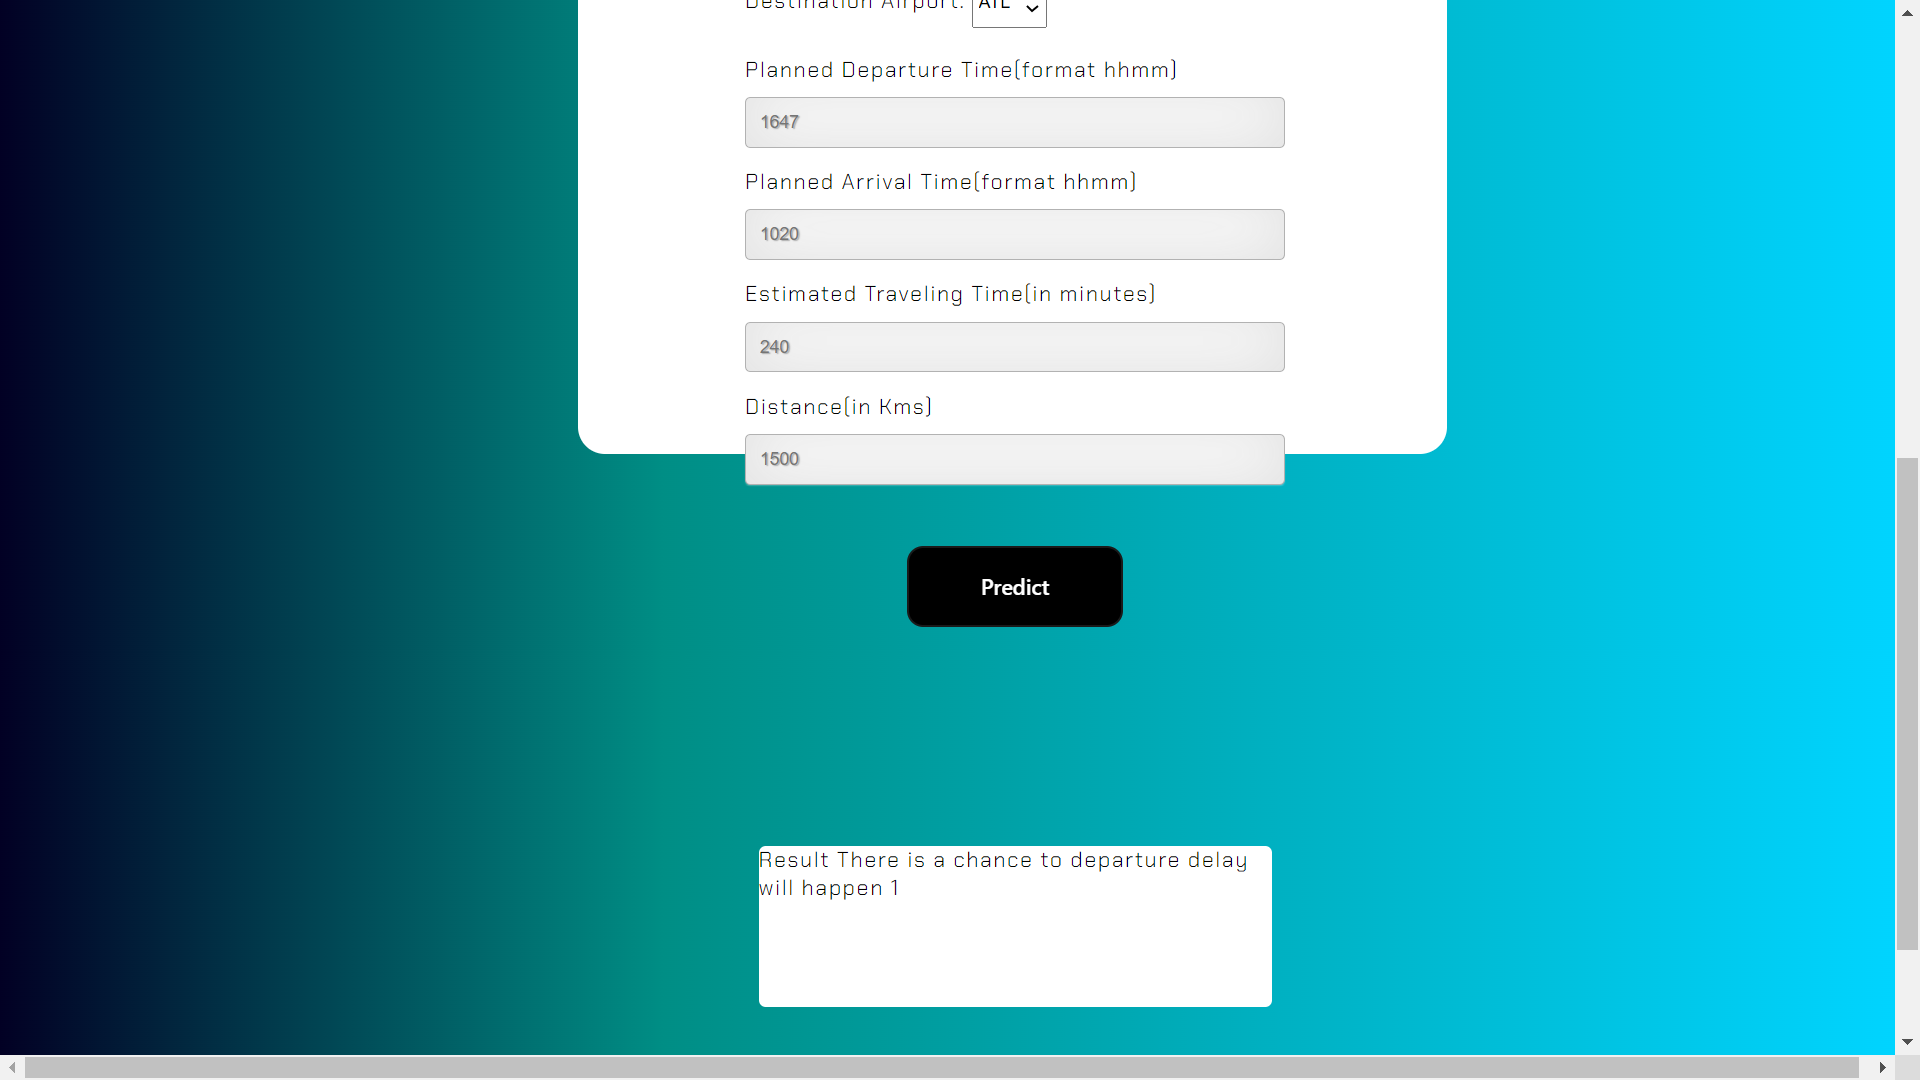 Destination Airport: ATL
Planned Departure Time(format hhmm)
1647
Planned Arrival Time(format hhmm)
1020
Estimated Traveling Time(in minutes)
240
Distance(in Kms)
1500
Predict
Result There is a chance to departure delay
will happen 1